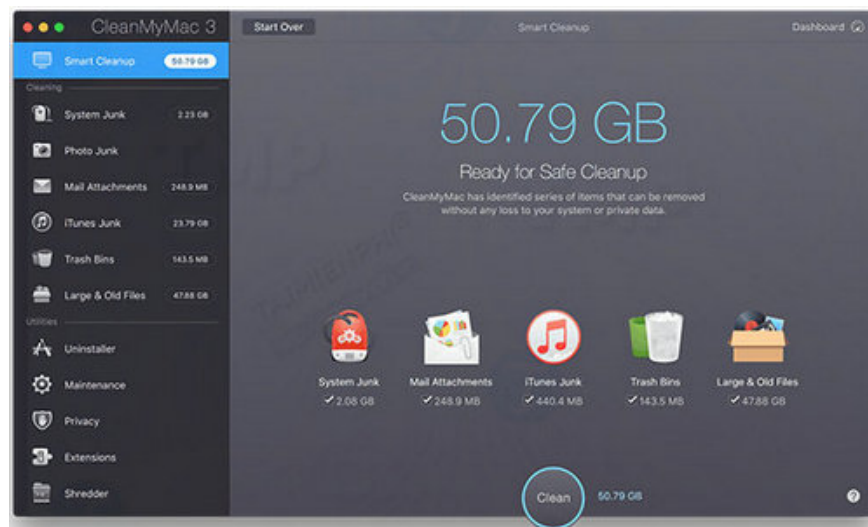 CleanMyMac 3
Start Over
Smart Cleanup
Dashboard
Smart Cleanup 50.79 GB
Cleaning
System Junk 2.23 GB
Photo Junk
Mail Attachments 248.9 MB
iTunes Junk 23.79 GB
Trash Bins 143.5 MB
Large & Old Files 47.88 GB
Utilities
Uninstaller
Maintenance
Privacy
Extensions
Shredder
50.79 GB
Ready for Safe Cleanup
CleanMyMac has identified series of items that can be removed
without any loss to your system or private data.
System Junk
2.08 GB
Mail Attachments
248.9 MB
iTunes Junk
440.4 MB
Trash Bins
143.5 MB
Large & Old Files
47.88 GB
Clean 50.79 GB
?